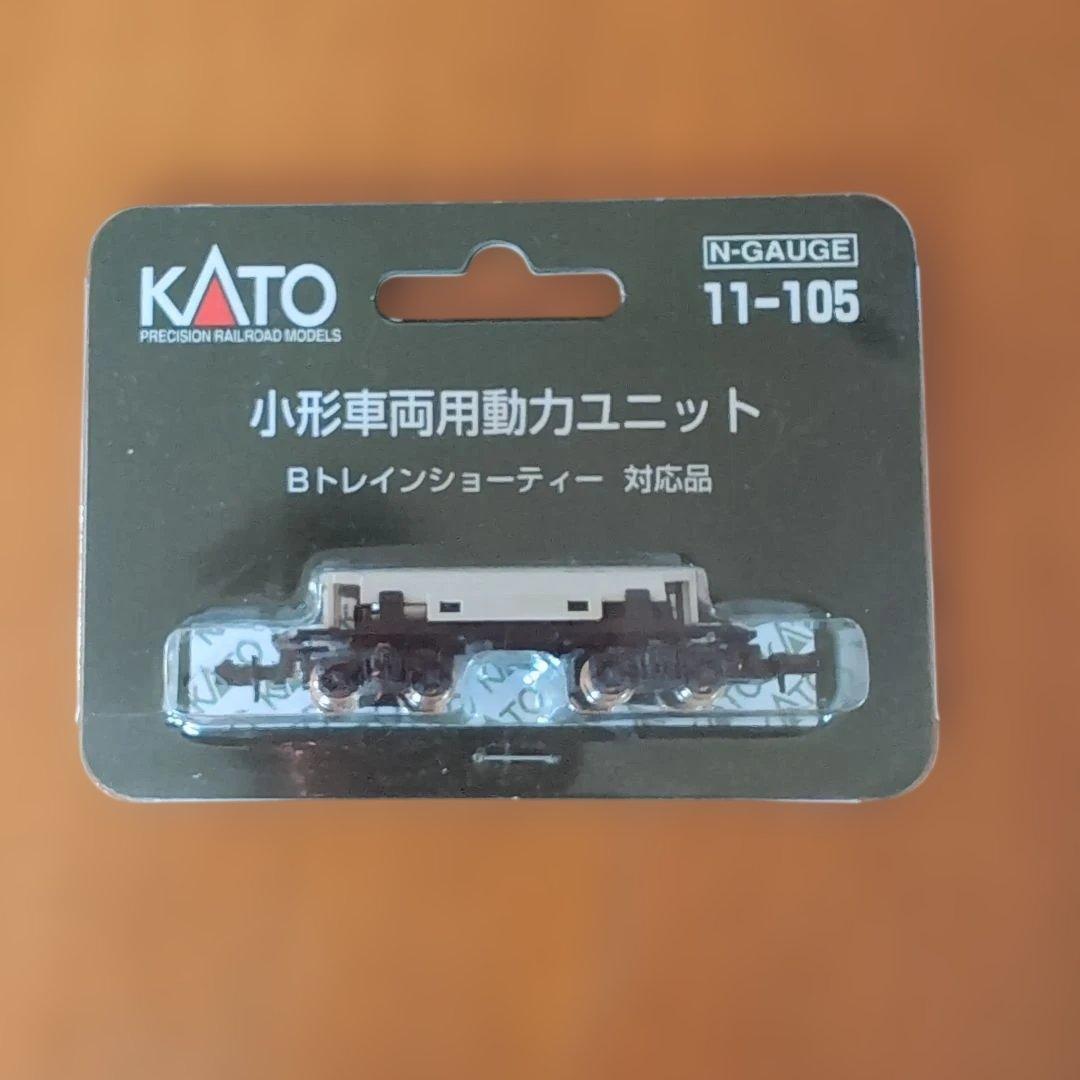 KATO
PRECISION RAILROAD MODELS
N-GAUGE
11-105
小形車両用動力ユニット
Bトレインショーティー 対応品
KATO